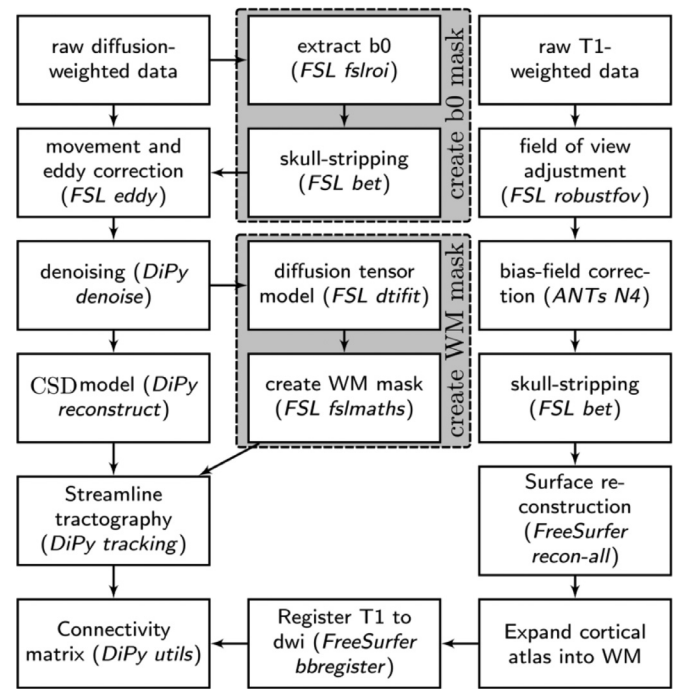 raw diffusion-
weighted data
extract b0
(FSL fslroi)
create b0 mask
raw T1-
weighted data
movement and
eddy correction
(FSL eddy)
skull-stripping
(FSL bet)
field of view
adjustment
(FSL robustfov)
denoising (DiPy
denoise)
diffusion tensor
model (FSL dtifit)
create WM mask
bias-field correc-
tion (ANTs N4)
CSD model (DiPy
reconstruct)
create WM mask
(FSL fslmaths)
skull-stripping
(FSL bet)
Streamline
tractography
(DiPy tracking)
Surface re-
construction
(FreeSurfer
recon-all)
Connectivity
matrix (DiPy utils)
Register T1 to
dwi (FreeSurfer
bbregister)
Expand cortical
atlas into WM